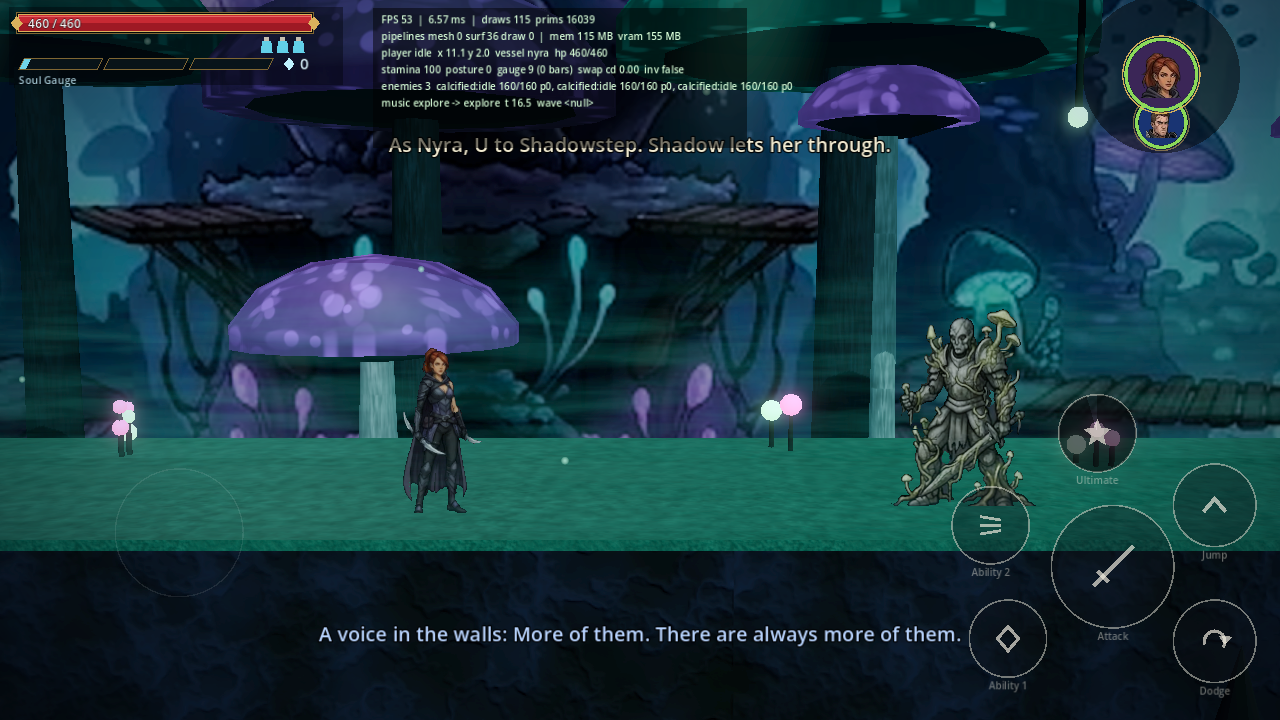 460 / 460
Soul Gauge
0
FPS 53 | 6.57 ms | draws 115 prims 16039
pipelines mesh 0 surf 36 draw 0 | mem 115 MB vram 155 MB
player idle x 11.1 y 2.0 vessel nyra hp 460/460
stamina 100 posture 0 gauge 9 (0 bars) swap cd 0.00 inv false
enemies 3 calcified:idle 160/160 p0, calcified:idle 160/160 p0, calcified:idle 160/160 p0
music explore -> explore t 16.5 wave <null>
As Nyra, U to Shadowstep. Shadow lets her through.
Ultimate
Jump
Ability 2
Attack
A voice in the walls: More of them. There are always more of them.
Ability 1
Dodge